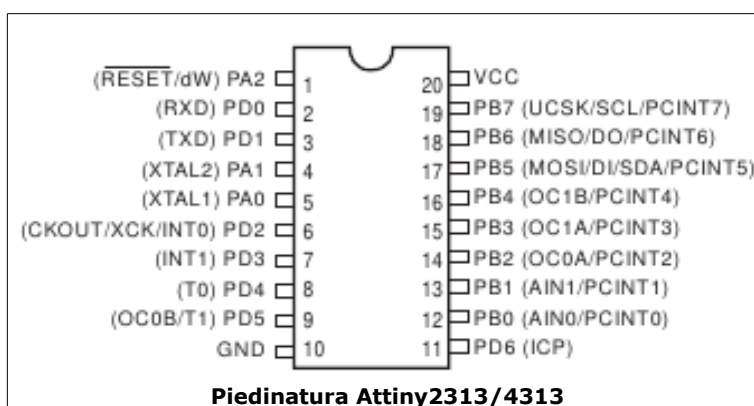 (RESET/dW) PA2 1 20 VCC
(RXD) PD0 2 19 PB7 (UCSK/SCL/PCINT7)
(TXD) PD1 3 18 PB6 (MISO/DO/PCINT6)
(XTAL2) PA1 4 17 PB5 (MOSI/DI/SDA/PCINT5)
(XTAL1) PA0 5 16 PB4 (OC1B/PCINT4)
(CKOUT/XCK/INT0) PD2 6 15 PB3 (OC1A/PCINT3)
(INT1) PD3 7 14 PB2 (OC0A/PCINT2)
(T0) PD4 8 13 PB1 (AIN1/PCINT1)
(OC0B/T1) PD5 9 12 PB0 (AIN0/PCINT0)
GND 10 11 PD6 (ICP)
Piedinatura Attiny2313/4313